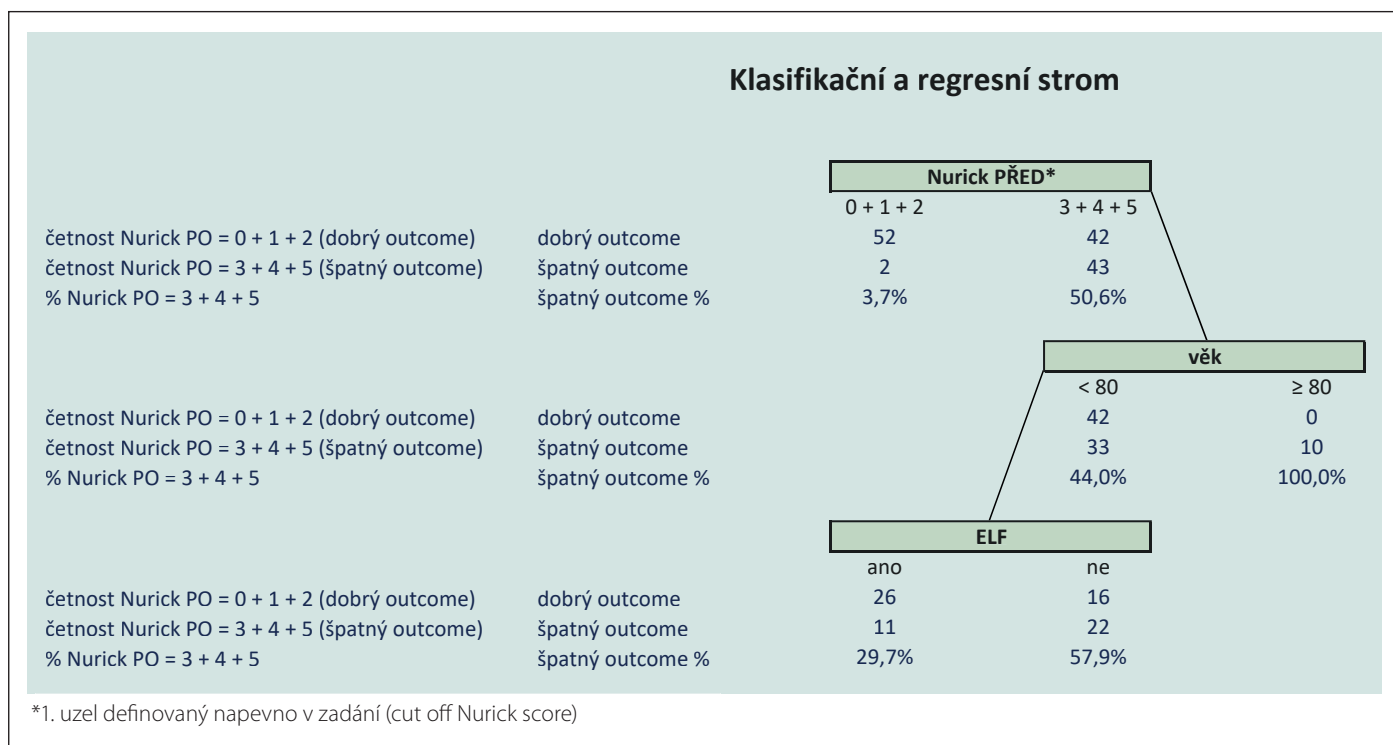 Klasifikační a regresní strom
Nurick PŘED*
0 + 1 + 2 3 + 4 + 5
četnost Nurick PO = 0 + 1 + 2 (dobrý outcome) dobrý outcome 52 42
četnost Nurick PO = 3 + 4 + 5 (špatný outcome) špatný outcome 2 43
% Nurick PO = 3 + 4 + 5 špatný outcome % 3,7% 50,6%
věk
< 80 ≥ 80
četnost Nurick PO = 0 + 1 + 2 (dobrý outcome) dobrý outcome 42 0
četnost Nurick PO = 3 + 4 + 5 (špatný outcome) špatný outcome 33 10
% Nurick PO = 3 + 4 + 5 špatný outcome % 44,0% 100,0%
ELF
ano ne
četnost Nurick PO = 0 + 1 + 2 (dobrý outcome) dobrý outcome 26 16
četnost Nurick PO = 3 + 4 + 5 (špatný outcome) špatný outcome 11 22
% Nurick PO = 3 + 4 + 5 špatný outcome % 29,7% 57,9%
*1. uzel definovaný napevno v zadání (cut off Nurick score)